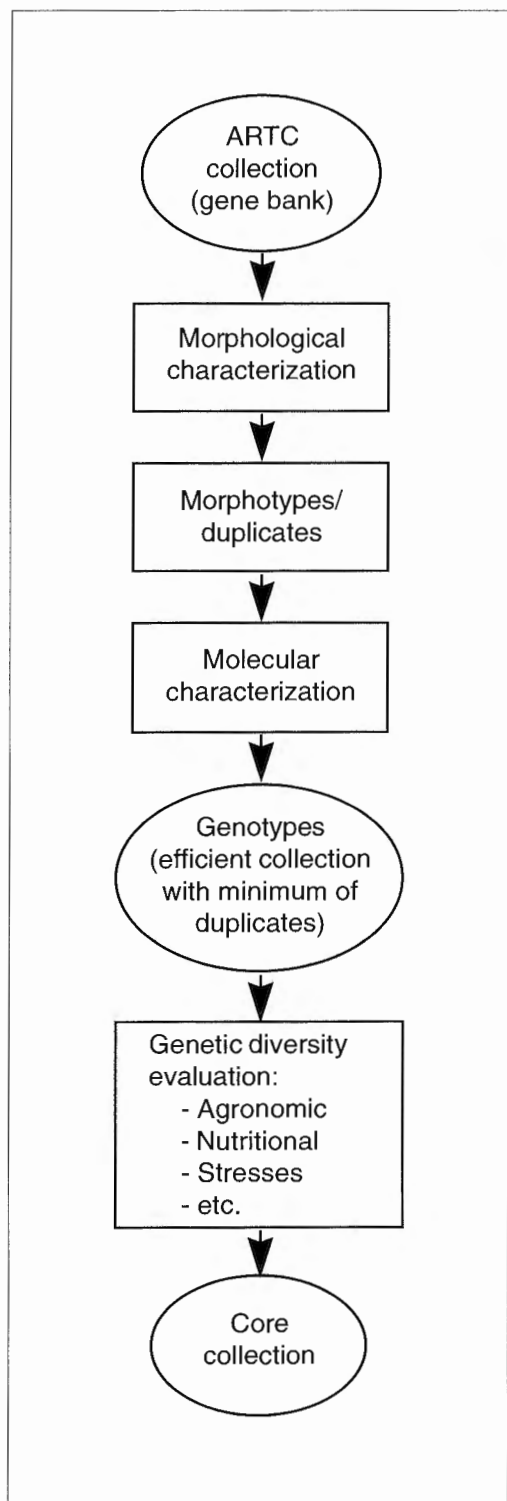 ARTC
collection
(gene bank)
Morphological
characterization
Morphotypes/
duplicates
Molecular
characterization
Genotypes
(efficient collection
with minimum of
duplicates)
Genetic diversity
evaluation:
- Agronomic
- Nutritional
- Stresses
- etc.
Core
collection